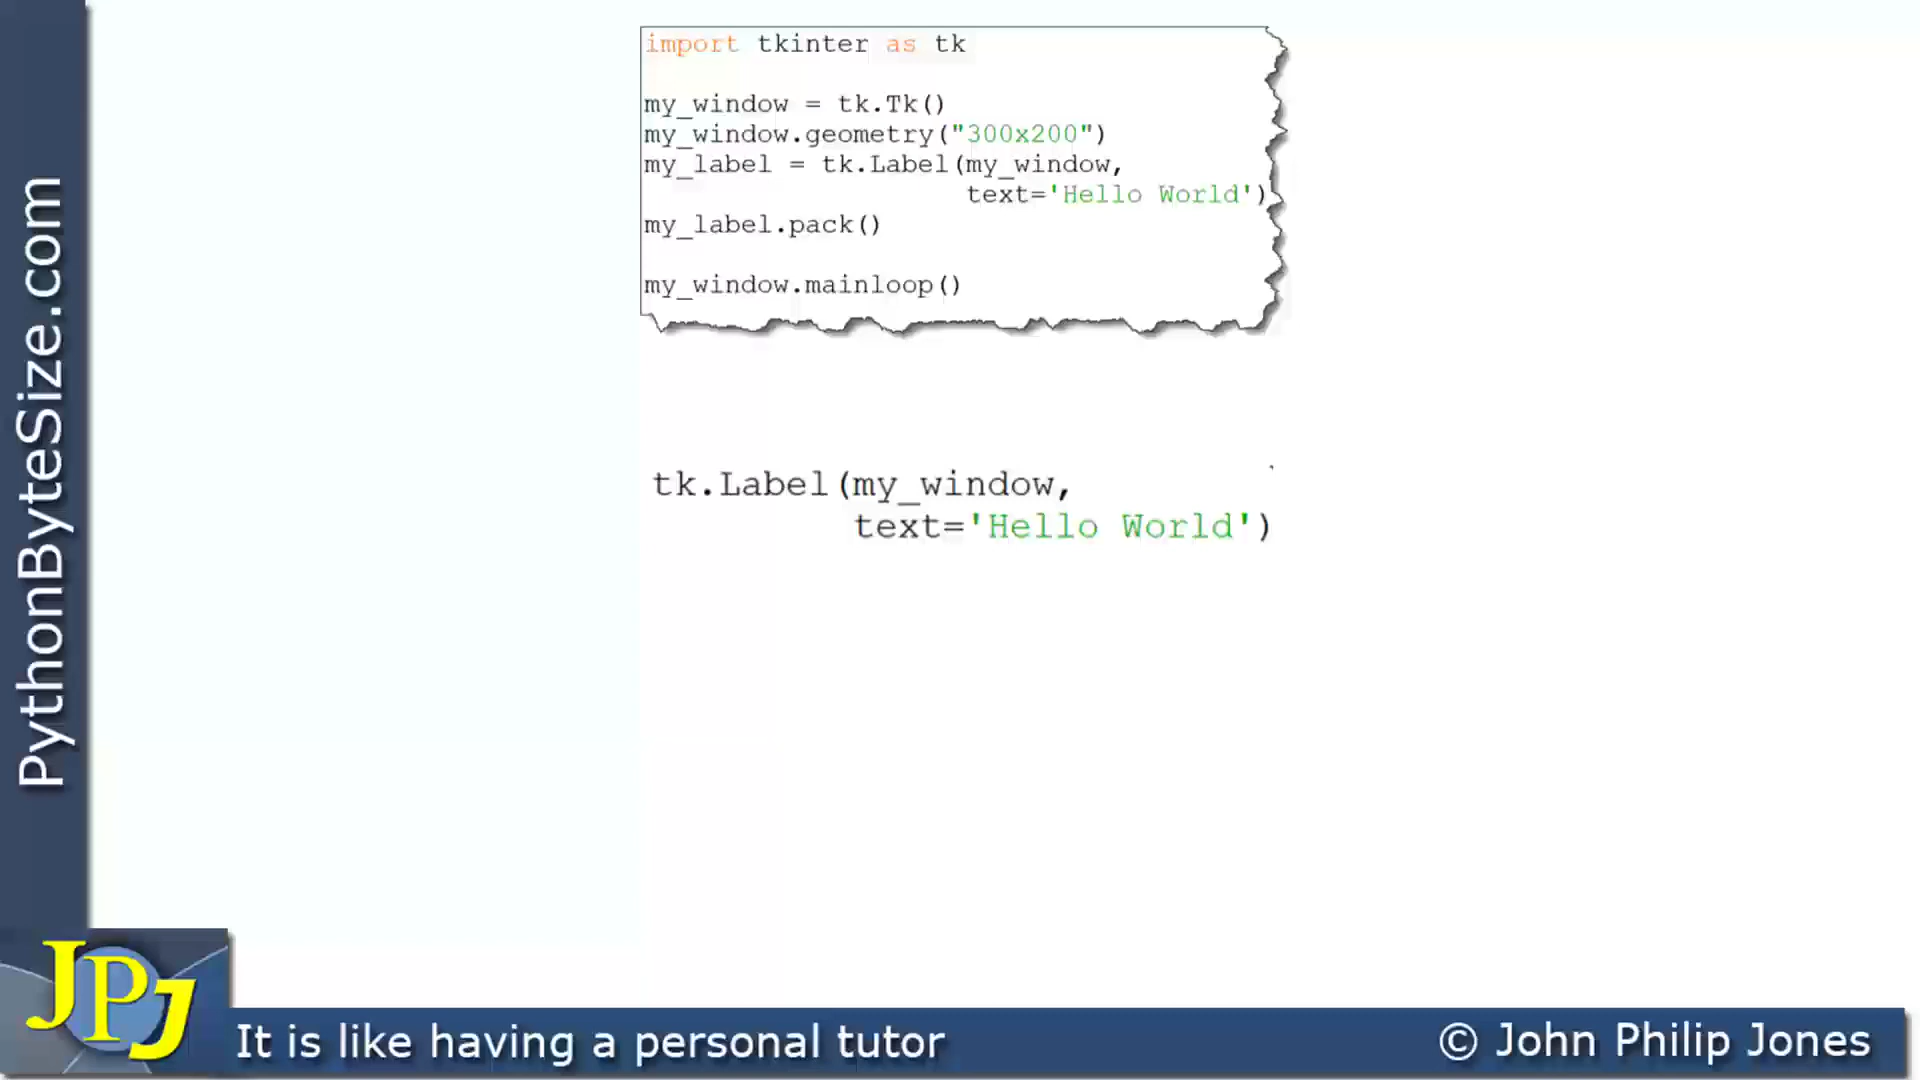 import tkinter as tk
my_window = tk.Tk()
my_window.geometry("300x200")
my_label = tk.Label(my_window,
text='Hello World')
my_label.pack()
my_window.mainloop()
tk.Label(my_window,
text='Hello World')
PythonByteSize.com
JPJ
It is like having a personal tutor
© John Philip Jones